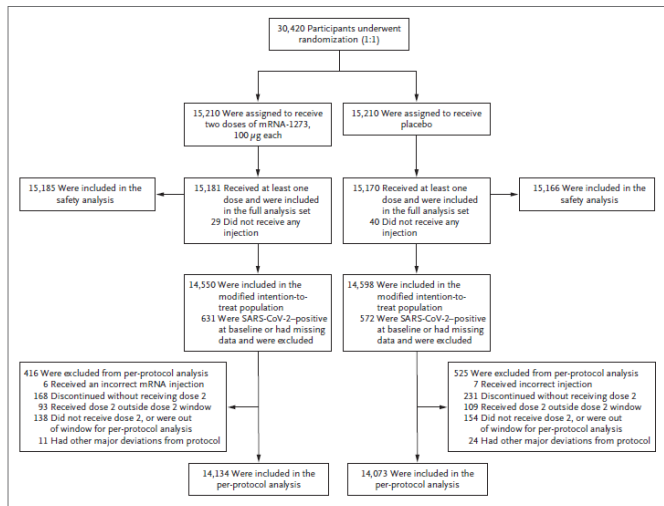 30,420 Participants underwent
randomization (1:1)
15,210 Were assigned to receive
two doses of mRNA-1273,
100 µg each
15,210 Were assigned to receive
placebo
15,185 Were included in the
safety analysis
15,181 Received at least one
dose and were included
in the full analysis set
29 Did not receive any
injection
15,170 Received at least one
dose and were included
in the full analysis set
40 Did not receive any
injection
15,166 Were included in the
safety analysis
14,550 Were included in the
modified intention-to-
treat population
631 Were SARS-CoV-2–positive
at baseline or had missing
data and were excluded
14,598 Were included in the
modified intention-to-
treat population
572 Were SARS-CoV-2–positive
at baseline or had missing
data and were excluded
416 Were excluded from per-protocol analysis
6 Received an incorrect mRNA injection
168 Discontinued without receiving dose 2
93 Received dose 2 outside dose 2 window
138 Did not receive dose 2, or were out
of window for per-protocol analysis
11 Had other major deviations from protocol
525 Were excluded from per-protocol analysis
7 Received incorrect injection
231 Discontinued without receiving dose 2
109 Received dose 2 outside dose 2 window
154 Did not receive dose 2, or were out
of window for per-protocol analysis
24 Had other major deviations from protocol
14,134 Were included in the
per-protocol analysis
14,073 Were included in the
per-protocol analysis